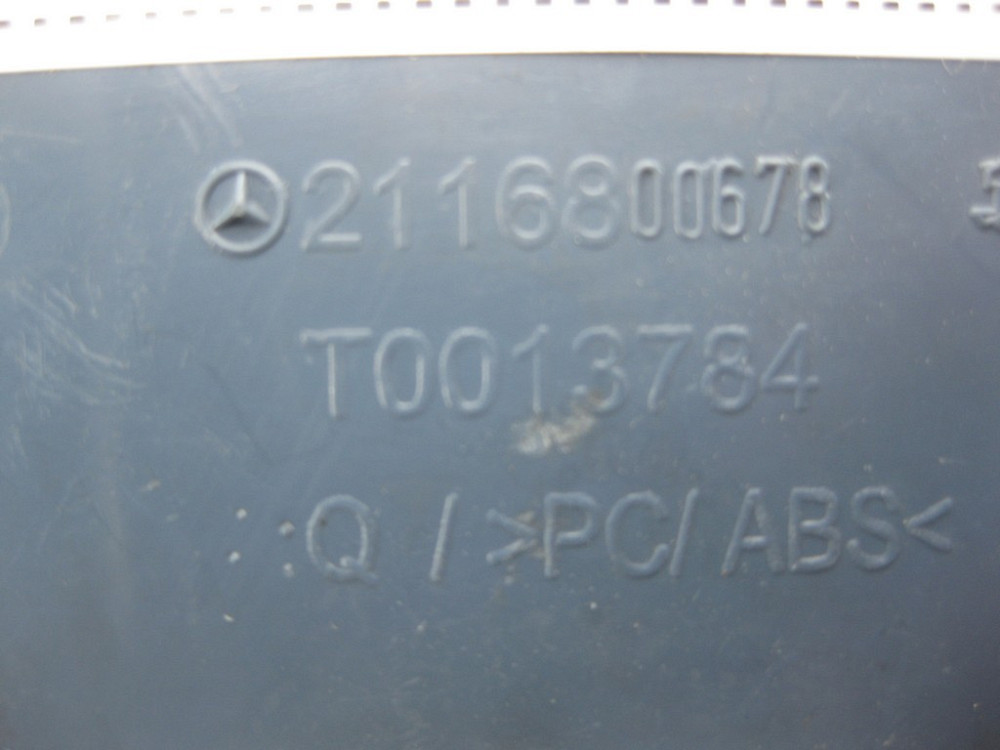 2116800678
T0013784
Q / >PC/ABS<